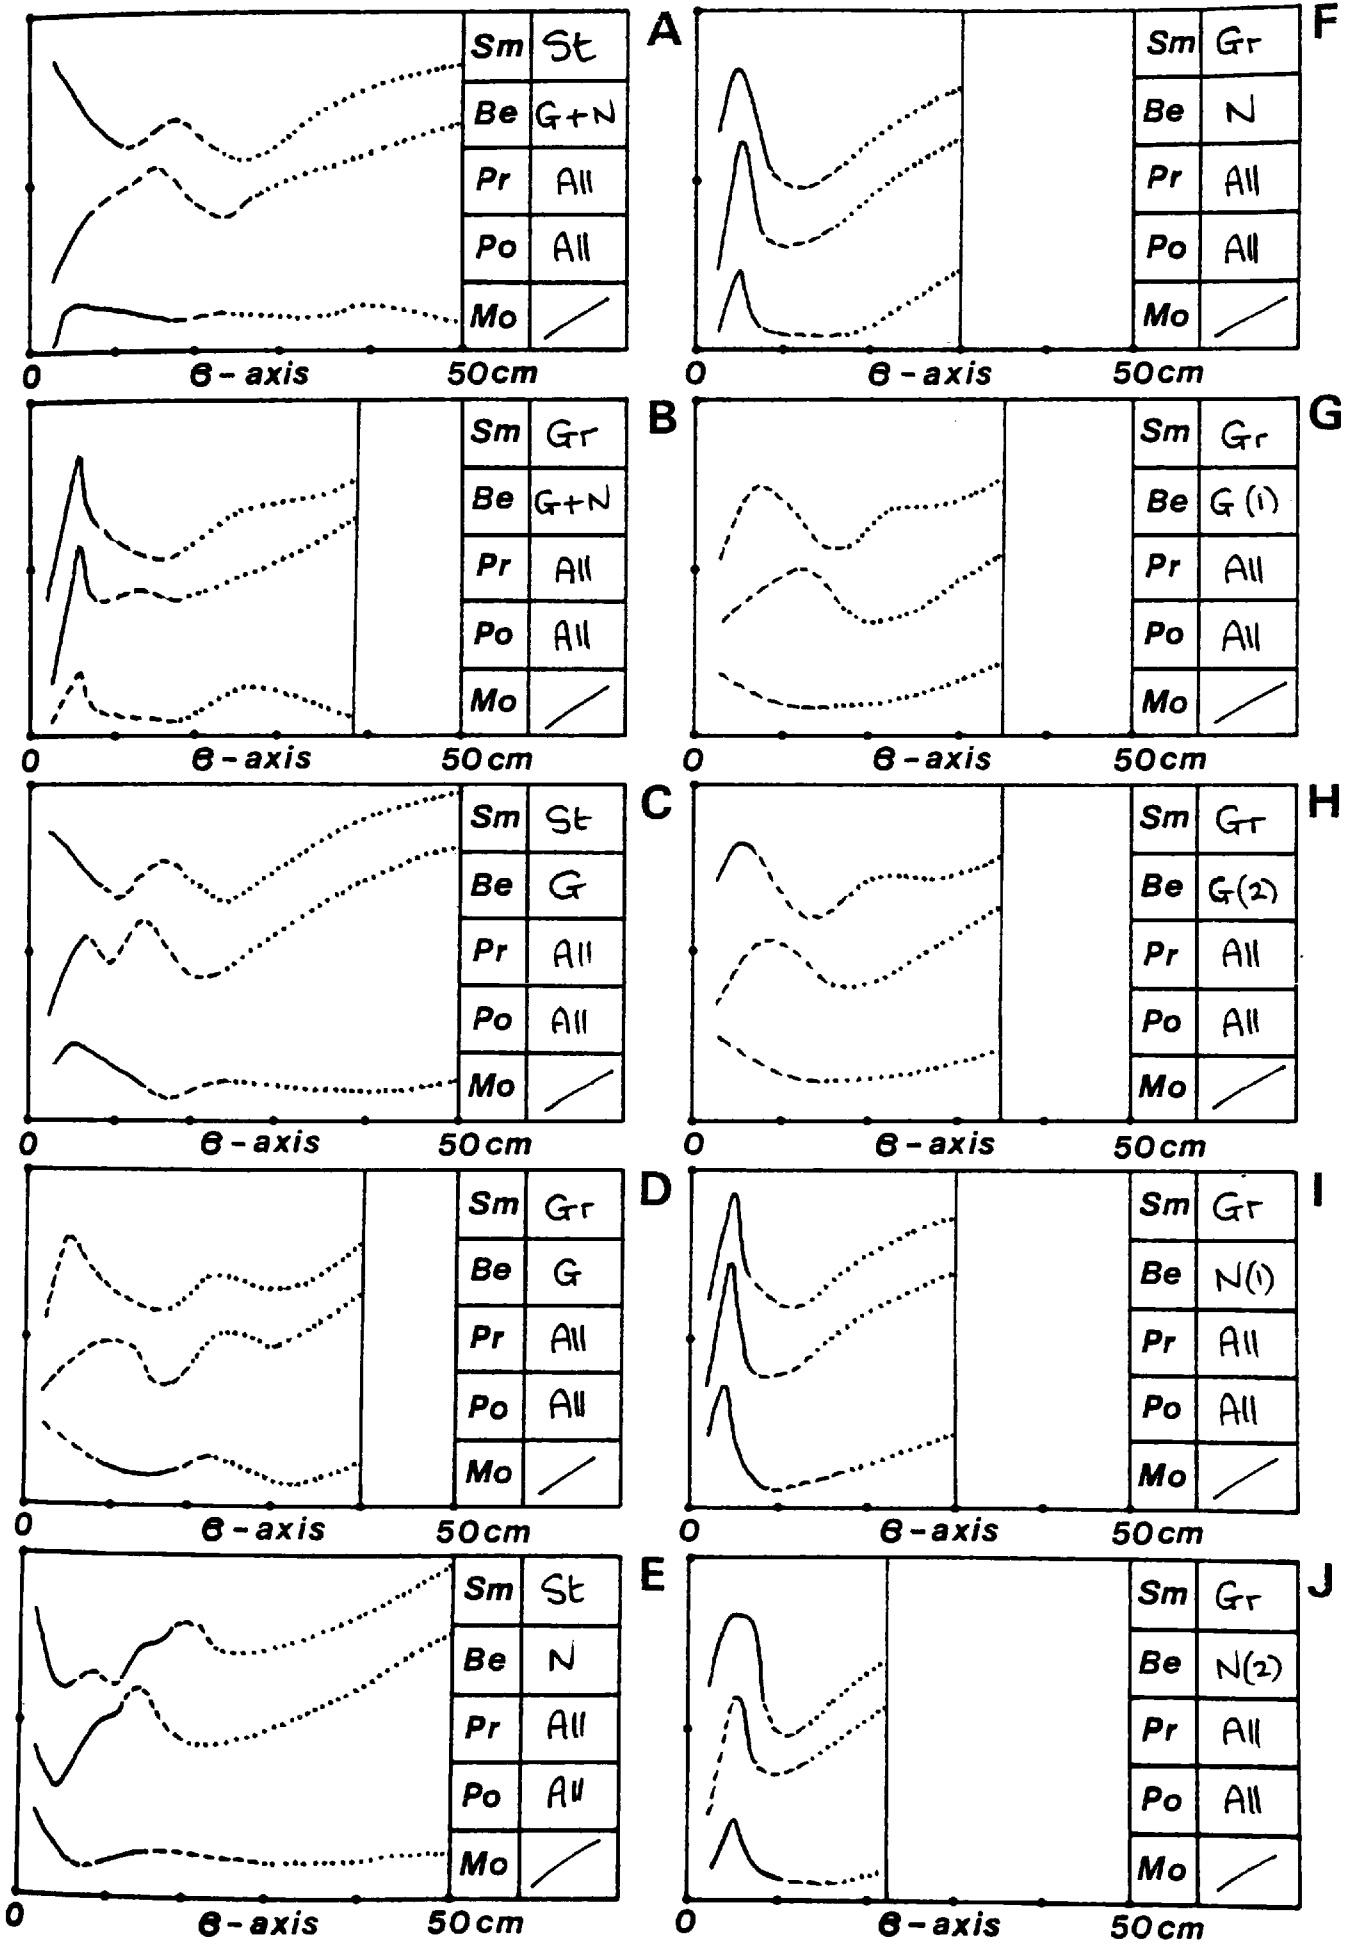 A
Sm St
Be G+N
Pr All
Po All
Mo /
0 ϐ-axis 50cm
F
Sm Gr
Be N
Pr All
Po All
Mo /
0 ϐ-axis 50cm
B
Sm Gr
Be G+N
Pr All
Po All
Mo /
0 ϐ-axis 50cm
G
Sm Gr
Be G(1)
Pr All
Po All
Mo /
0 ϐ-axis 50cm
C
Sm St
Be G
Pr All
Po All
Mo /
0 ϐ-axis 50cm
H
Sm Gr
Be G(2)
Pr All
Po All
Mo /
0 ϐ-axis 50cm
D
Sm Gr
Be G
Pr All
Po All
Mo /
0 ϐ-axis 50cm
I
Sm Gr
Be N(1)
Pr All
Po All
Mo /
0 ϐ-axis 50cm
E
Sm St
Be N
Pr All
Po All
Mo /
0 ϐ-axis 50cm
J
Sm Gr
Be N(2)
Pr All
Po All
Mo /
0 ϐ-axis 50cm